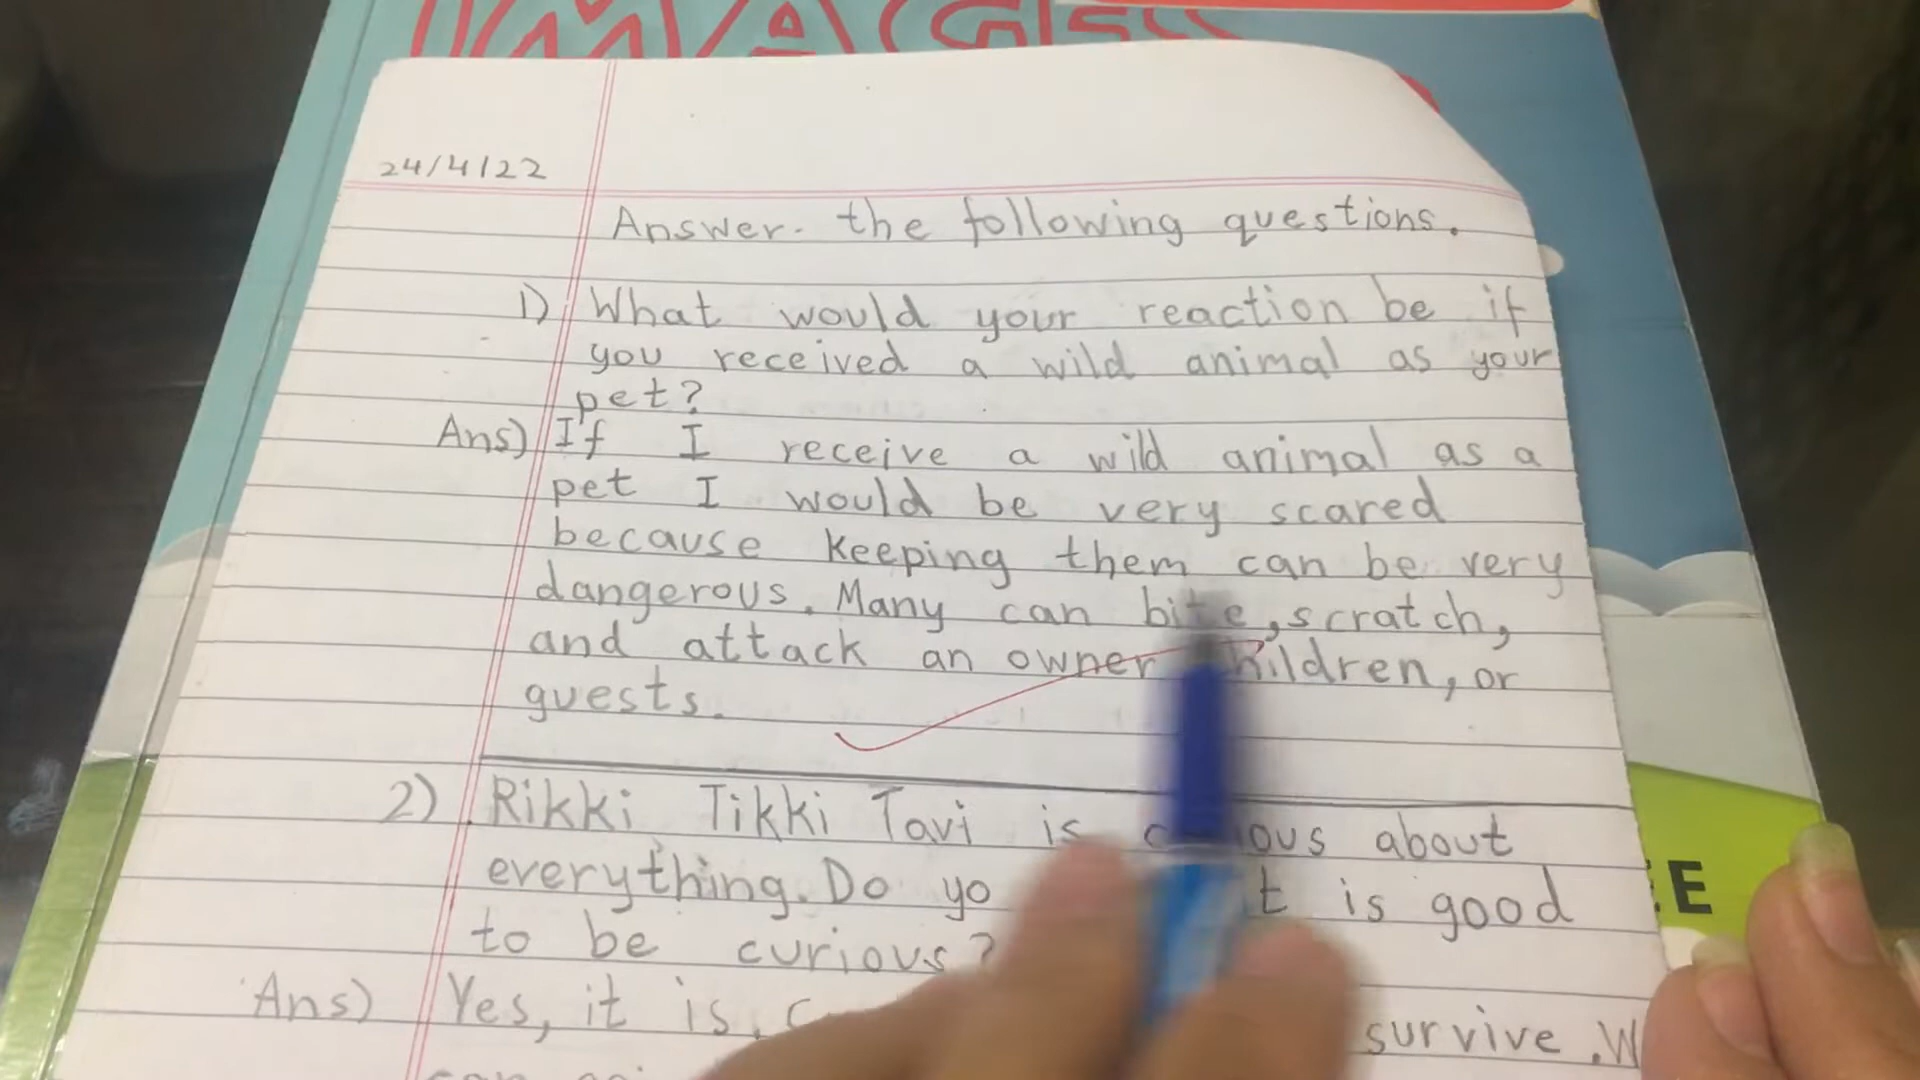 24/4/22
Answer. the following questions.
1) What would your reaction be if
you received a wild animal as your
pet?
Ans) If I receive a wild animal as a
pet I would be very scared
because keeping them can be very
dangerous. Many can bite, scratch,
and attack an owner children, or
guests.
2) Rikki Tikki Tavi is about
everything. Do is good
to be curious?
Ans) Yes, it is survive.